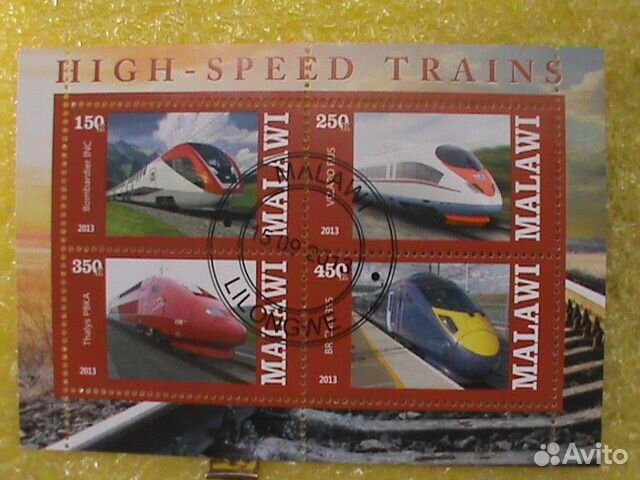 HIGH-SPEED TRAINS
150
Bombardier INC
2013
MALAWI
250
2013
MALAWI
350
Thalys PBKA
2013
MALAWI
450
2013
MALAWI
MALAWI
LILONGWE
Avito